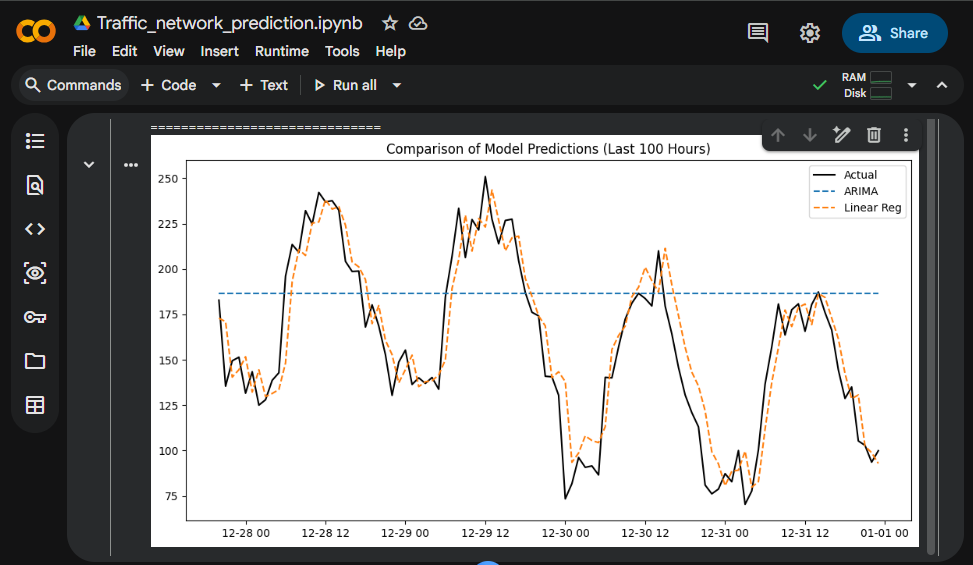 Traffic_network_prediction.ipynb
File Edit View Insert Runtime Tools Help
Share
Commands + Code + Text Run all
RAM
Disk
==============================
Comparison of Model Predictions (Last 100 Hours)
Actual
ARIMA
Linear Reg
250
225
200
175
150
125
100
75
12-28 00 12-28 12 12-29 00 12-29 12 12-30 00 12-30 12 12-31 00 12-31 12 01-01 00